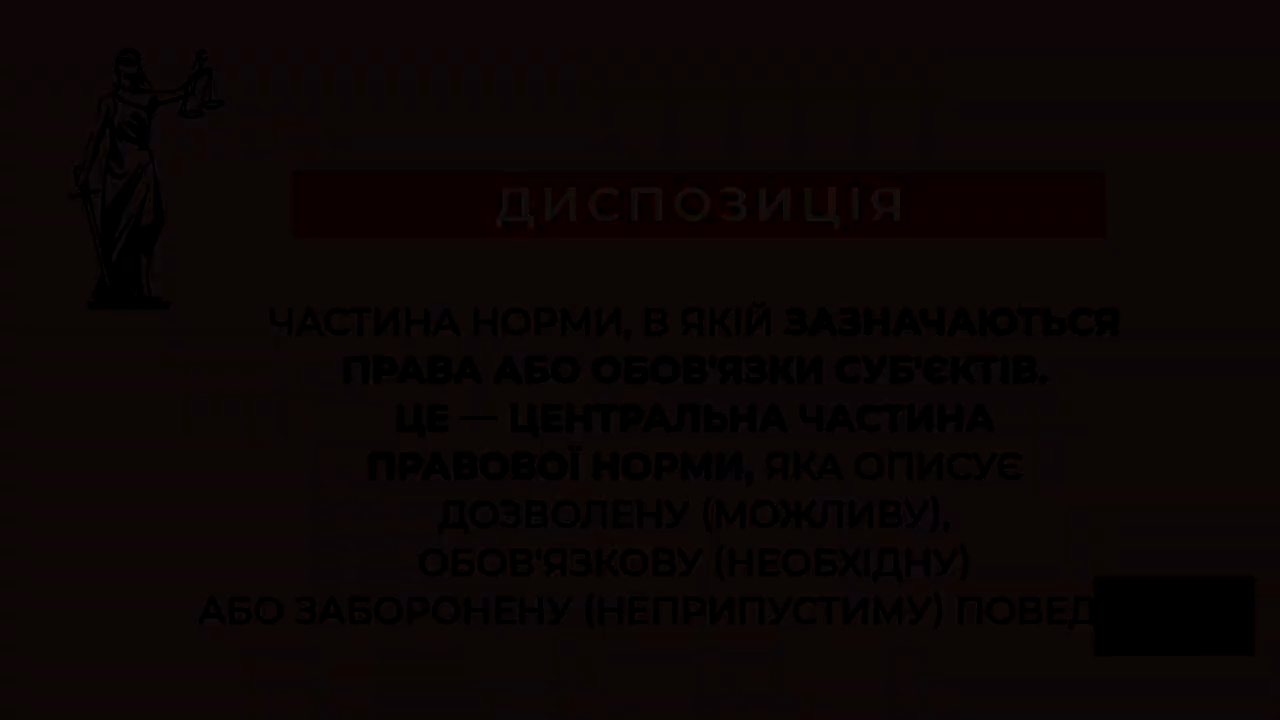 ДИСПОЗИЦІЯ
ЧАСТИНА НОРМИ, В ЯКІЙ ЗАЗНАЧАЮТЬСЯ
ПРАВА АБО ОБОВ'ЯЗКИ СУБ'ЄКТІВ.
ЦЕ — ЦЕНТРАЛЬНА ЧАСТИНА
ПРАВОВОЇ НОРМИ, ЯКА ОПИСУЄ
ДОЗВОЛЕНУ (МОЖЛИВУ),
ОБОВ'ЯЗКОВУ (НЕОБХІДНУ)
АБО ЗАБОРОНЕНУ (НЕПРИПУСТИМУ)